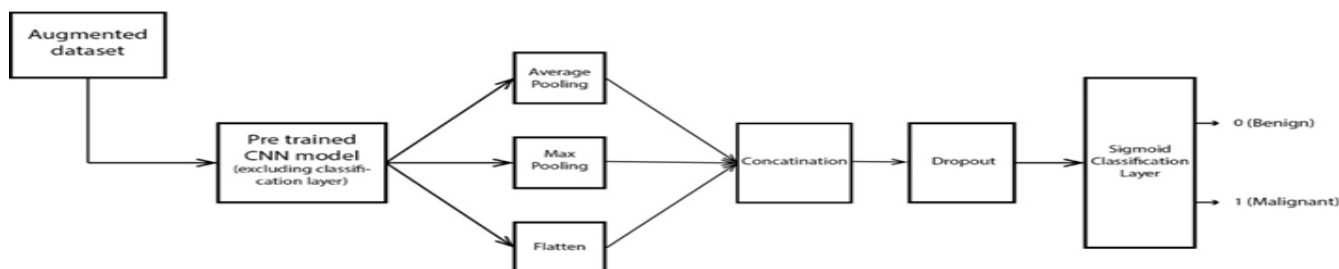 Augmented
dataset
Pre trained
CNN model
(excluding classifi-
cation layer)
Average
Pooling
Max
Pooling
Flatten
Concatination
Dropout
Sigmoid
Classification
Layer
0 (Benign)
1 (Malignant)